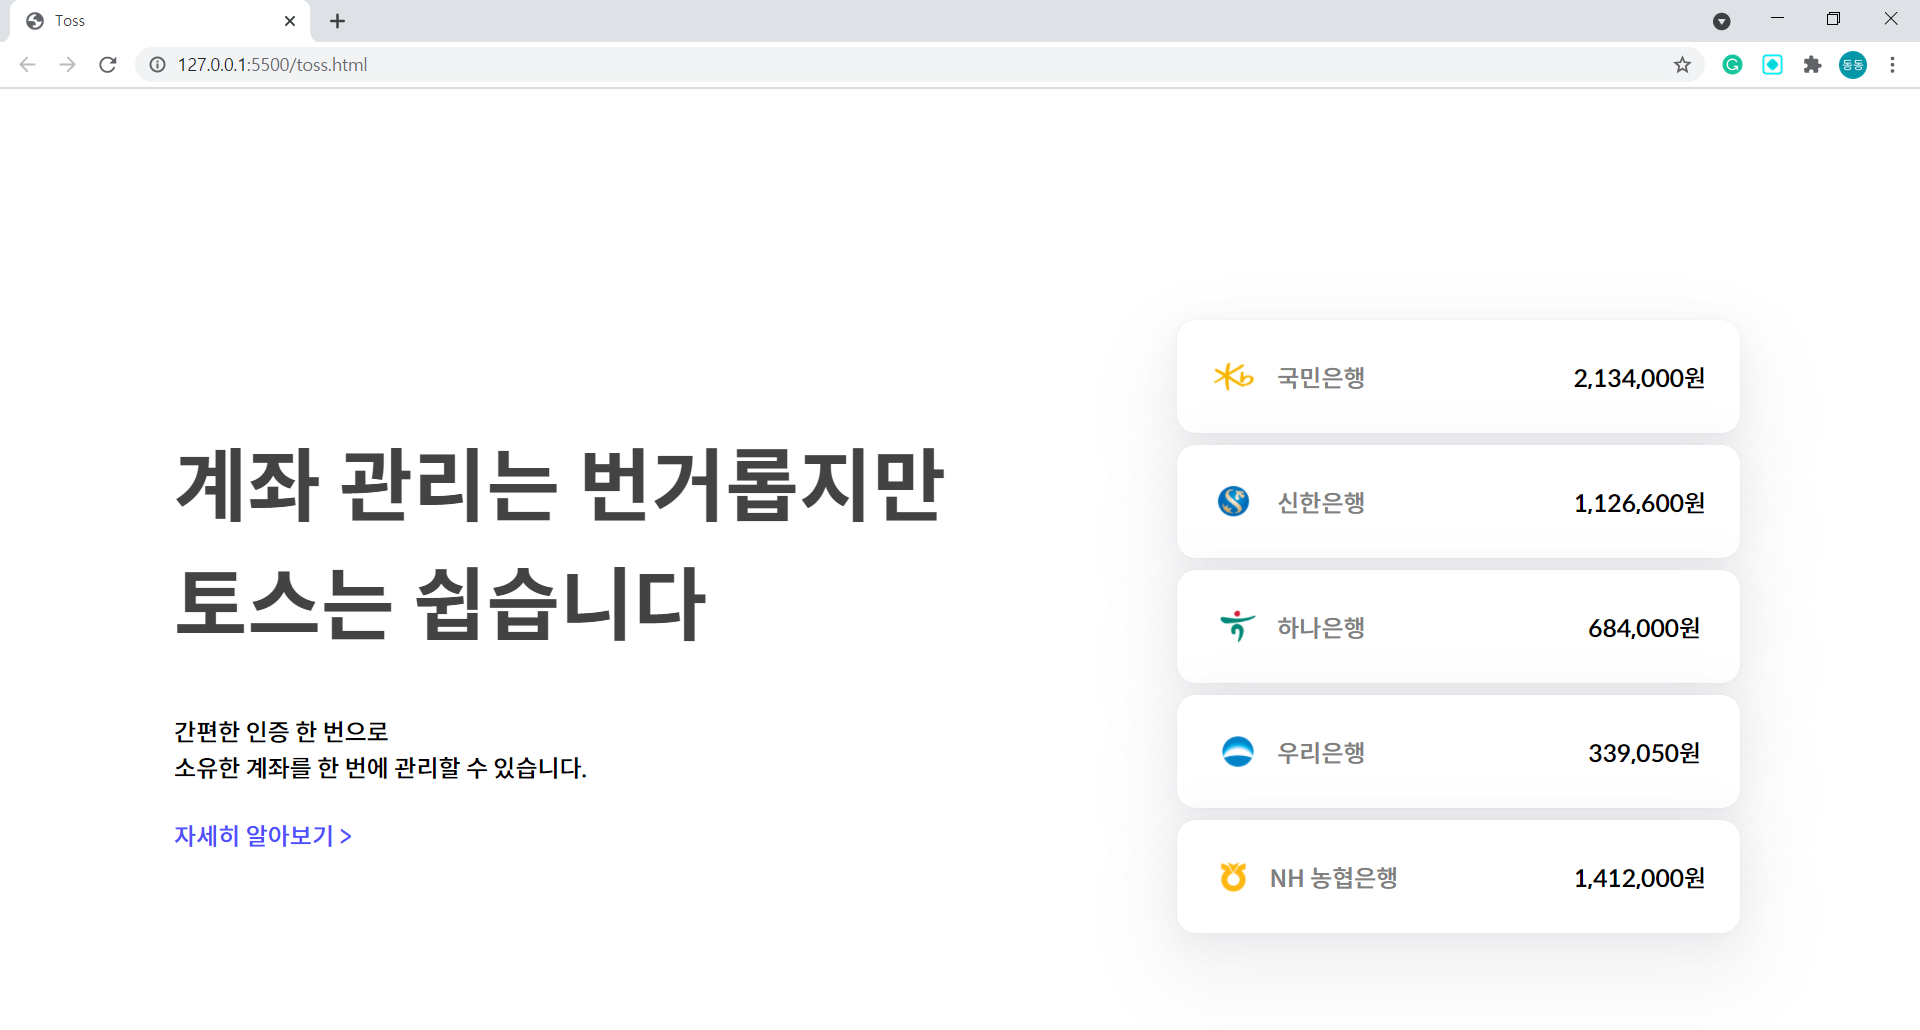 Toss
127.0.0.1:5500/toss.html
동동
계좌 관리는 번거롭지만
토스는 쉽습니다
간편한 인증 한 번으로
소유한 계좌를 한 번에 관리할 수 있습니다.
자세히 알아보기 >
국민은행 2,134,000원
신한은행 1,126,600원
하나은행 684,000원
우리은행 339,050원
NH 농협은행 1,412,000원